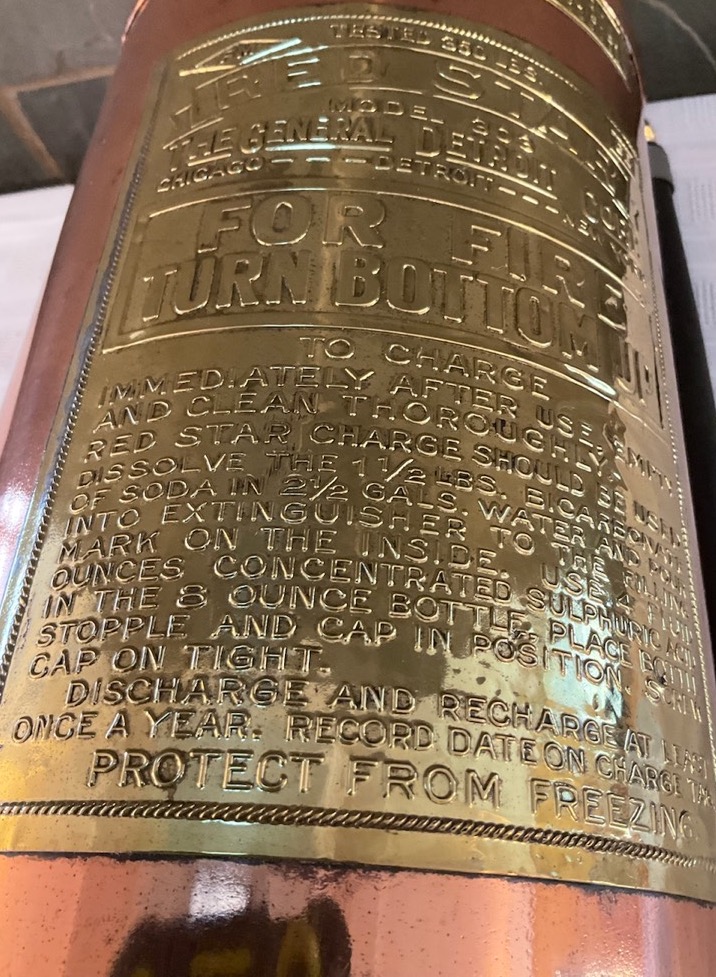 TESTED 350 LBS.
RED STAR
MODEL 303
THE GENERAL DETROIT CORP.
CHICAGO - - - DETROIT - - - NEW YORK
FOR FIRE
TURN BOTTOM UP
TO CHARGE
IMMEDIATELY AFTER USE, EMPTY
AND CLEAN THOROUGHLY.
RED STAR CHARGE SHOULD BE USED.
DISSOLVE THE 1 1/2 LBS. BICARBONATE
OF SODA IN 2 1/2 GALS. WATER AND POUR
INTO EXTINGUISHER TO THE FILLING
MARK ON THE INSIDE. USE 4 FLUID
OUNCES CONCENTRATED SULPHURIC ACID
IN THE 8 OUNCE BOTTLE, PLACE BOTTLE
STOPPLE AND CAP IN POSITION, SCREW
CAP ON TIGHT.
DISCHARGE AND RECHARGE AT LEAST
ONCE A YEAR. RECORD DATE ON CHARGE TAG.
PROTECT FROM FREEZING.